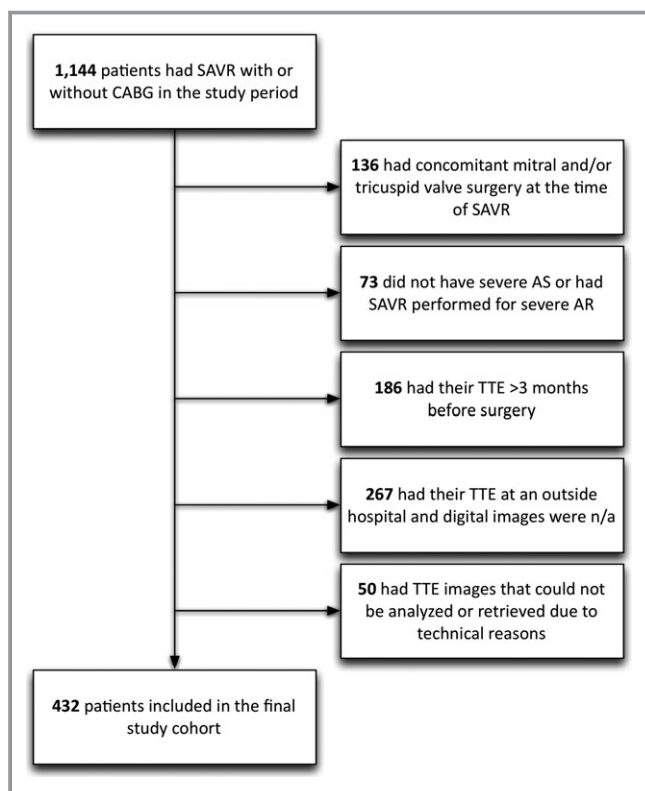 1,144 patients had SAVR with or
without CABG in the study period
136 had concomitant mitral and/or
tricuspid valve surgery at the time
of SAVR
73 did not have severe AS or had
SAVR performed for severe AR
186 had their TTE >3 months
before surgery
267 had their TTE at an outside
hospital and digital images were n/a
50 had TTE images that could not
be analyzed or retrieved due to
technical reasons
432 patients included in the final
study cohort